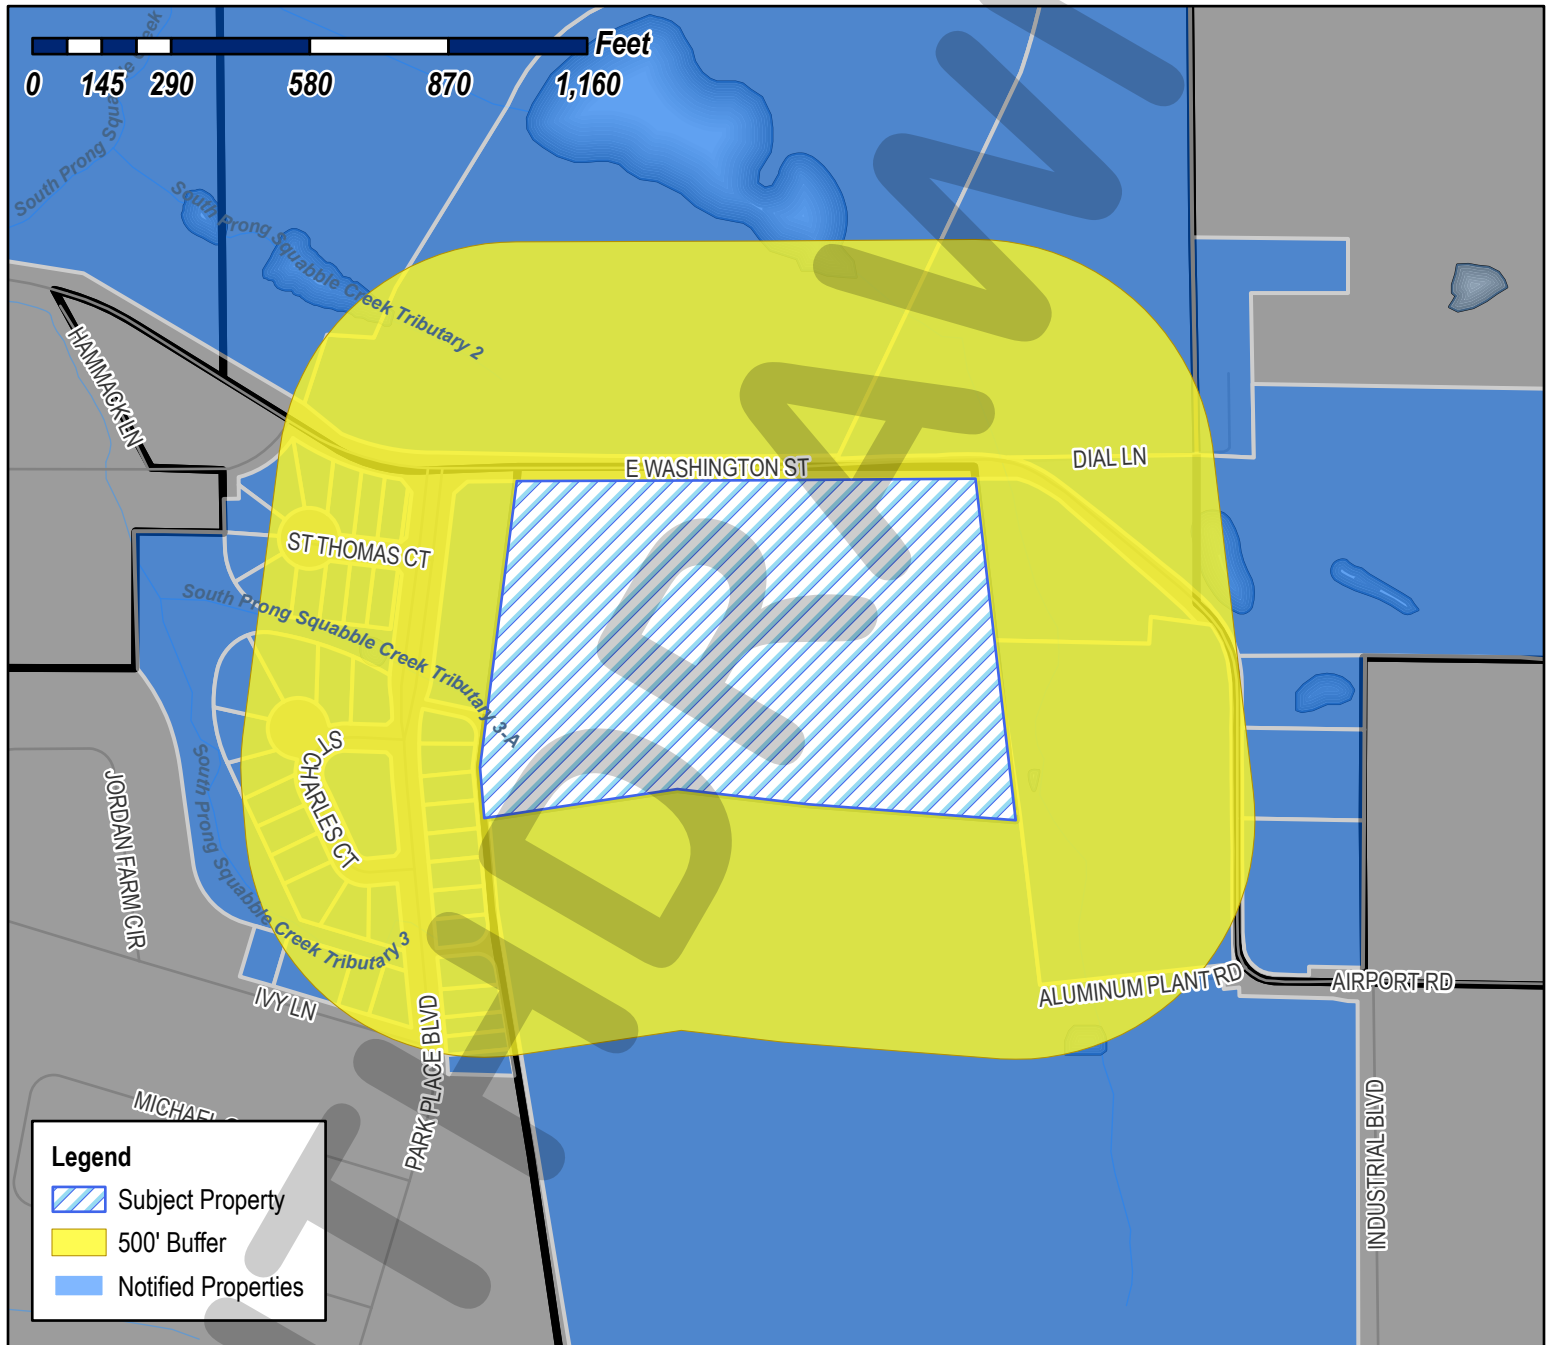 Feet
0 145 290 580 870 1,160
South Prong Squabble Creek
South Prong Squabble Creek Tributary 2
HAMMACK LN
E WASHINGTON ST
DIAL LN
ST THOMAS CT
South Prong Squabble Creek Tributary 3-A
ST CHARLES CT
JORDAN FARM CIR
South Prong Squabble Creek Tributary 3
IVY LN
PARK PLACE BLVD
ALUMINUM PLANT RD
AIRPORT RD
INDUSTRIAL BLVD
MICHAEL
THDRAW
Legend
Subject Property
500' Buffer
Notified Properties